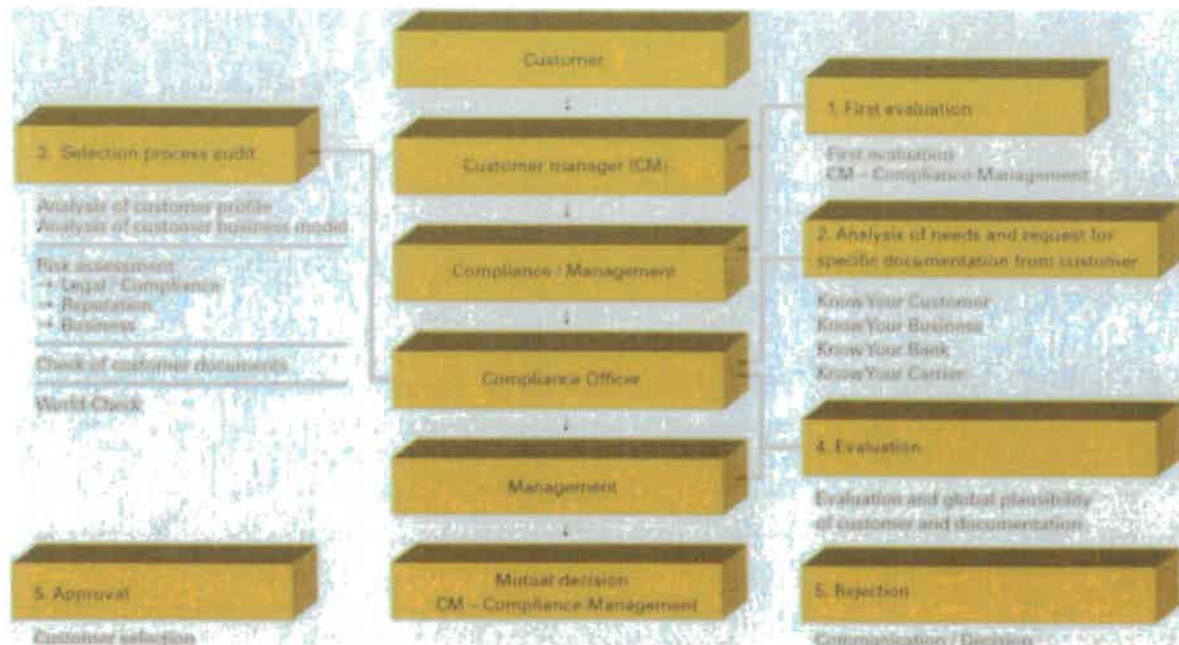 Customer
Customer manager (CM)
Compliance / Management
Compliance Officer
Management
Mutual decision
CM – Compliance Management
3. Selection process audit
Analysis of customer profile
Analysis of customer business model
Risk assessment
→ Legal / Compliance
→ Reputation
→ Business
Check of customer documents
World Check
5. Approval
Customer selection
1. First evaluation
First evaluation
CM – Compliance Management
2. Analysis of needs and request for
specific documentation from customer
Know Your Customer
Know Your Business
Know Your Bank
Know Your Carrier
4. Evaluation
Evaluation and global plausibility
of customer and documentation
5. Rejection
Communication / Decision